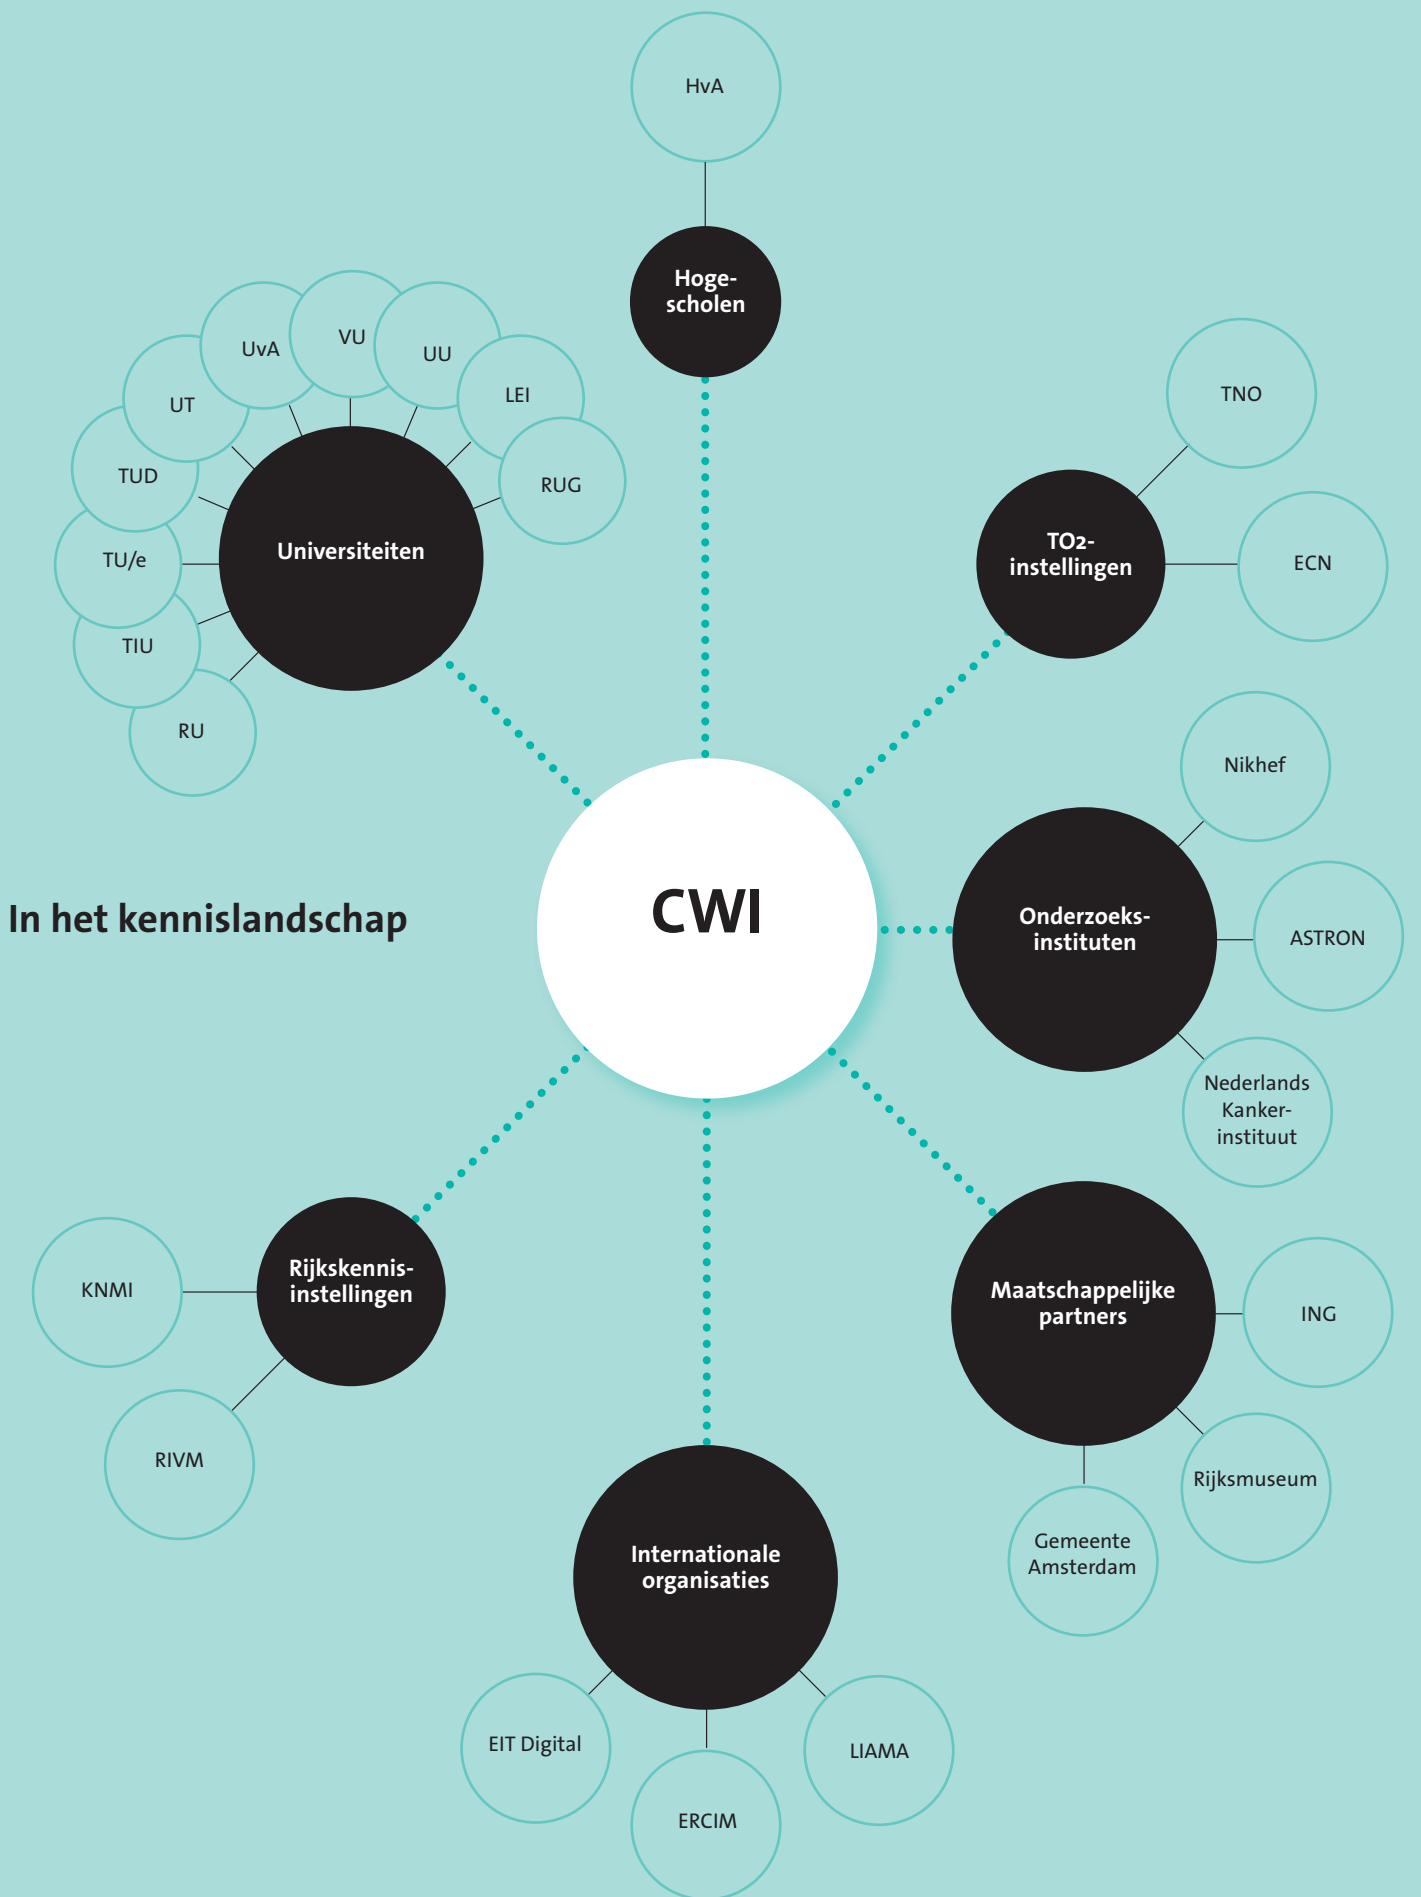 HvA
Hoge-
scholen
UvA
VU
UU
UT
LEI
TUD
RUG
TU/e
TIU
RU
Universiteiten
TNO
TO2-
instellingen
ECN
Nikhef
CWI
In het kennislandschap
Onderzoeks-
instituten
ASTRON
Nederlands
Kanker-
instituut
KNMI
Rijkskennis-
instellingen
RIVM
Maatschappelijke
partners
ING
Rijksmuseum
Gemeente
Amsterdam
Internationale
organisaties
EIT Digital
ERCIM
LIAMA